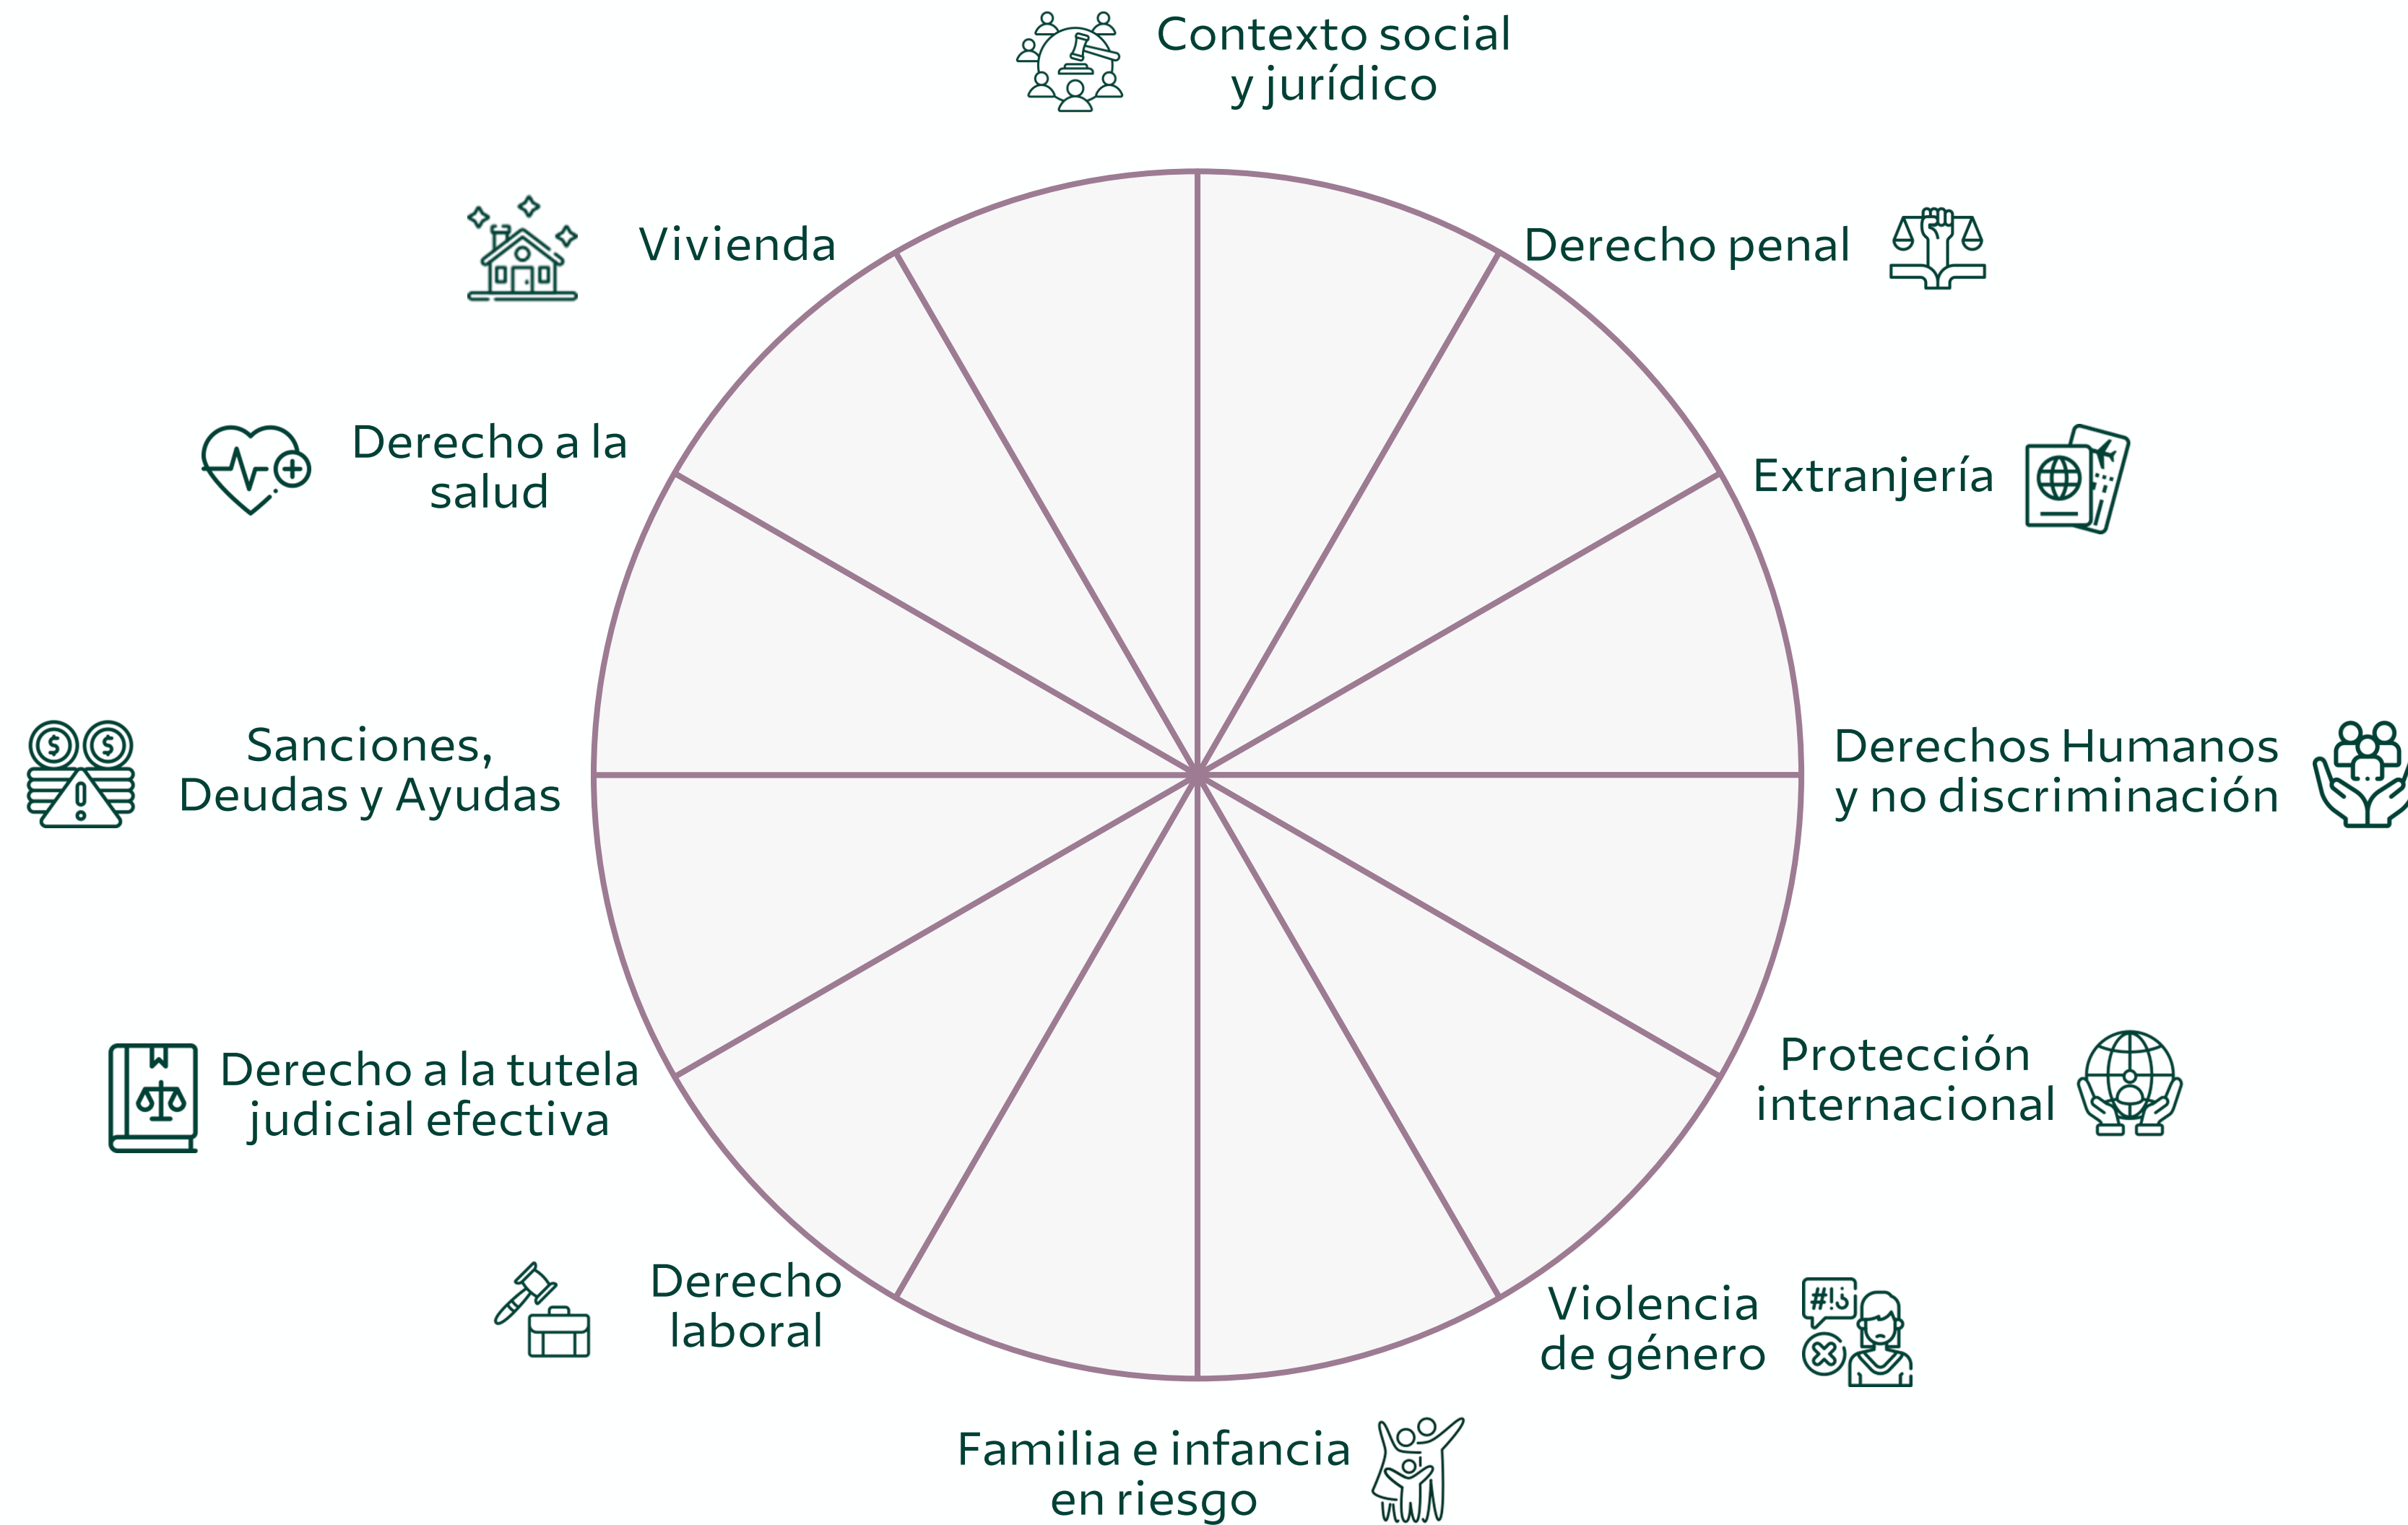 Contexto social
y jurídico
Vivienda
Derecho penal
Derecho a la
salud
Extranjería
Sanciones,
Deudas y Ayudas
Derechos Humanos
y no discriminación
Derecho a la tutela
judicial efectiva
Protección
internacional
Derecho
laboral
Violencia
de género
#!¿
Familia e infancia
en riesgo